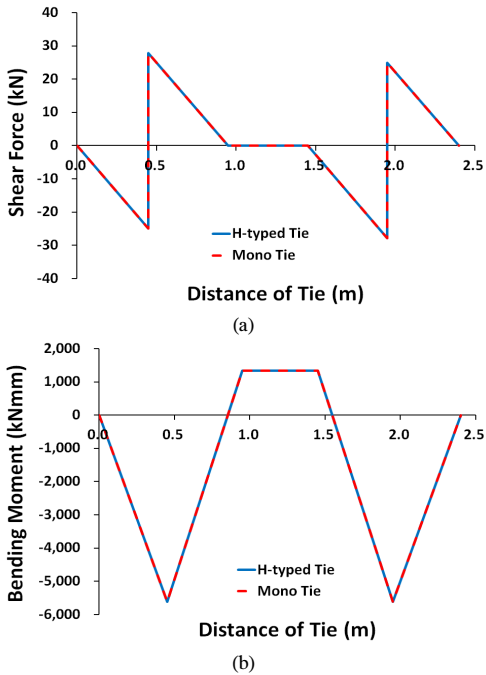 40
30
20
10
0
-10
-20
-30
-40
0.0 0.5 1.0 1.5 2.0 2.5
Shear Force (kN)
H-typed Tie
Mono Tie
Distance of Tie (m)
(a)
2,000
1,000
0
-1,000
-2,000
-3,000
-4,000
-5,000
-6,000
0.0 0.5 1.0 1.5 2.0 2.5
Bending Moment (kNmm)
H-typed Tie
Mono Tie
Distance of Tie (m)
(b)